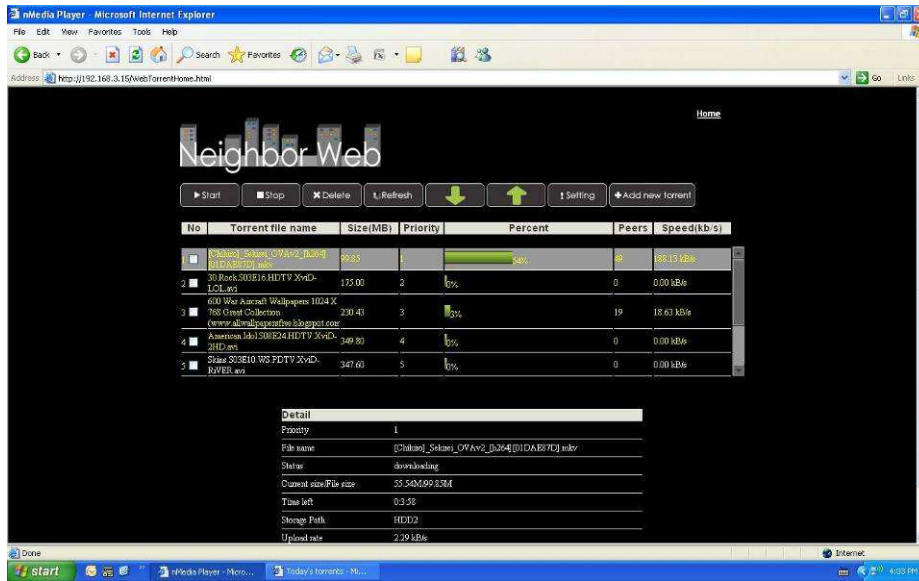 nMedia Player - Microsoft Internet Explorer
File Edit View Favorites Tools Help
Back Search Favorites
Address http://192.168.3.15/WebTorrentHome.html Go Links
Home
Neighbor Web
Start Stop Delete Refresh Setting Add new torrent
No Torrent file name Size(MB) Priority Percent Peers Speed(kb/s)
1 [Chihiro]_Sekirei_OVAv2_[h264] 99.85 1 54% 49 188.13 kB/s
[01DAE87D].mkv
2 30.Rock.S03E16.HDTV.XviD- 175.00 2 0% 0 0.00 kB/s
LOL.avi
3 600 War Aircraft Wallpapers 1024 X 230.43 3 3% 19 18.63 kB/s
768 Great Collection
(www.allwallpapersfree.blogspot.com
4 American.Idol.S08E24.HDTV.XviD- 349.80 4 0% 0 0.00 kB/s
2HD.avi
5 Skins.S03E10.WS.PDTV.XviD- 347.60 5 0% 0 0.00 kB/s
RiVER.avi
Detail
Priority 1
File name [Chihiro]_Sekirei_OVAv2_[h264][01DAE87D].mkv
Status downloading
Current size/File size 55.54M/99.85M
Time left 0:3:58
Storage Path HDD2
Upload rate 2.29 kB/s
Done Internet
start nMedia Player - Micro... Today's torrents - Mi... 4:03 PM